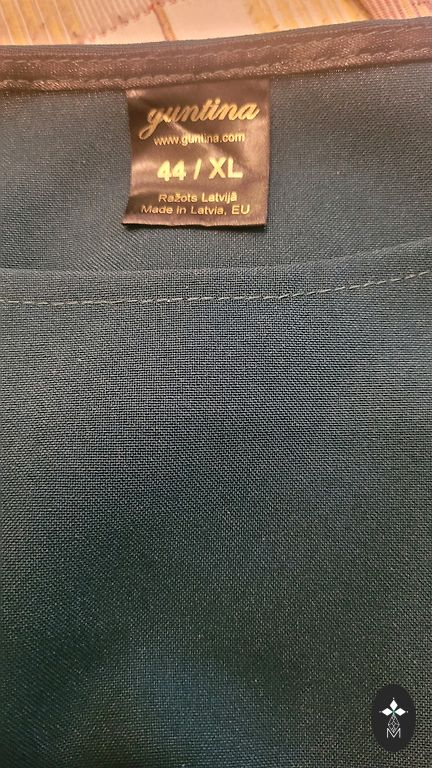 guntina
www.guntina.com
44 / XL
Ražots Latvijā
Made in Latvia, EU
M